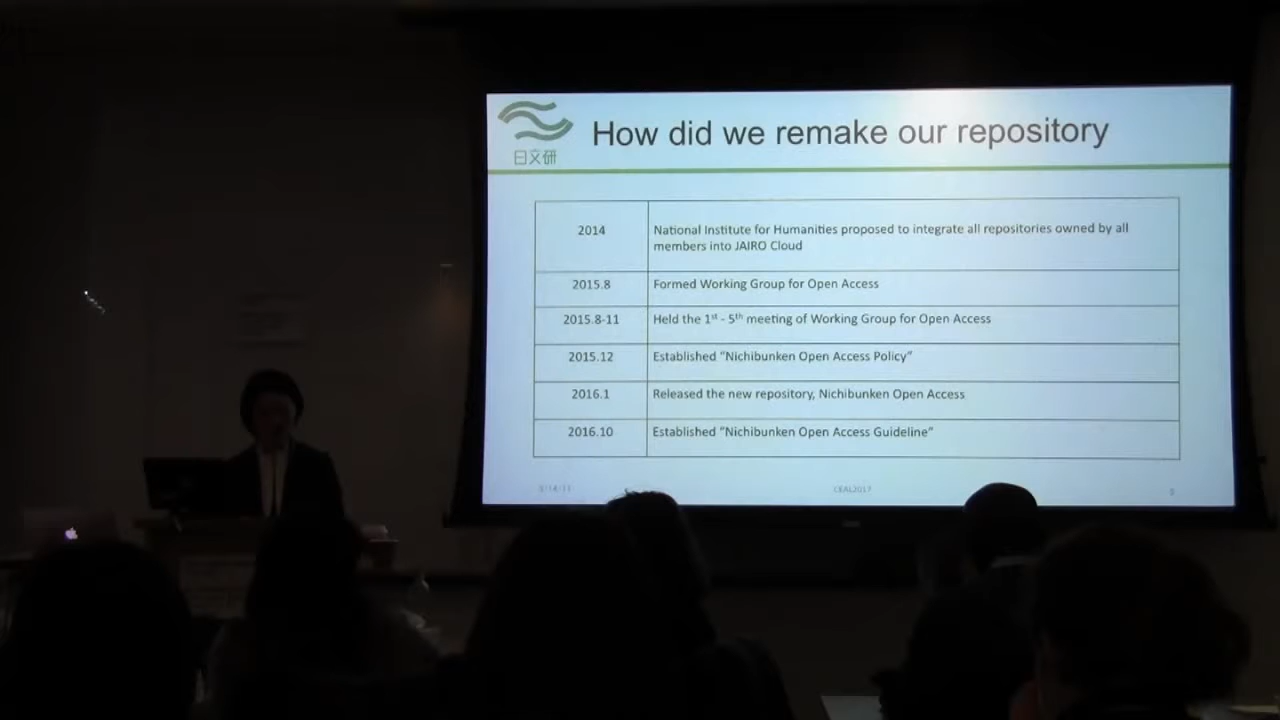 日文研
How did we remake our repository
2014
National Institute for Humanities proposed to integrate all repositories owned by all
members into JAIRO Cloud
2015.8
Formed Working Group for Open Access
2015.8-11
Held the 1st - 5th meeting of Working Group for Open Access
2015.12
Established "Nichibunken Open Access Policy"
2016.1
Released the new repository, Nichibunken Open Access
2016.10
Established "Nichibunken Open Access Guideline"
CEAL2017